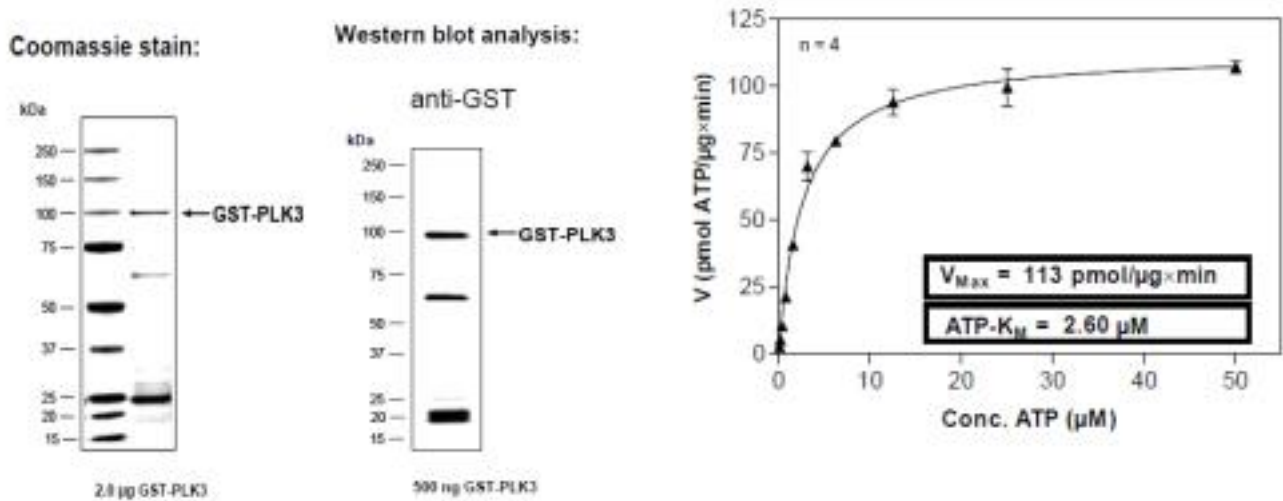 Coomassie stain:
kDa
250
150
100
75
50
37
25
20
15
GST-PLK3
2.0 µg GST-PLK3
Western blot analysis:
anti-GST
kDa
250
150
100
75
50
37
25
20
15
GST-PLK3
500 ng GST-PLK3
V (pmol ATP/µg×min)
125
100
75
50
25
0
n = 4
VMax = 113 pmol/µg×min
ATP-KM = 2.60 µM
0 10 20 30 40 50
Conc. ATP (µM)